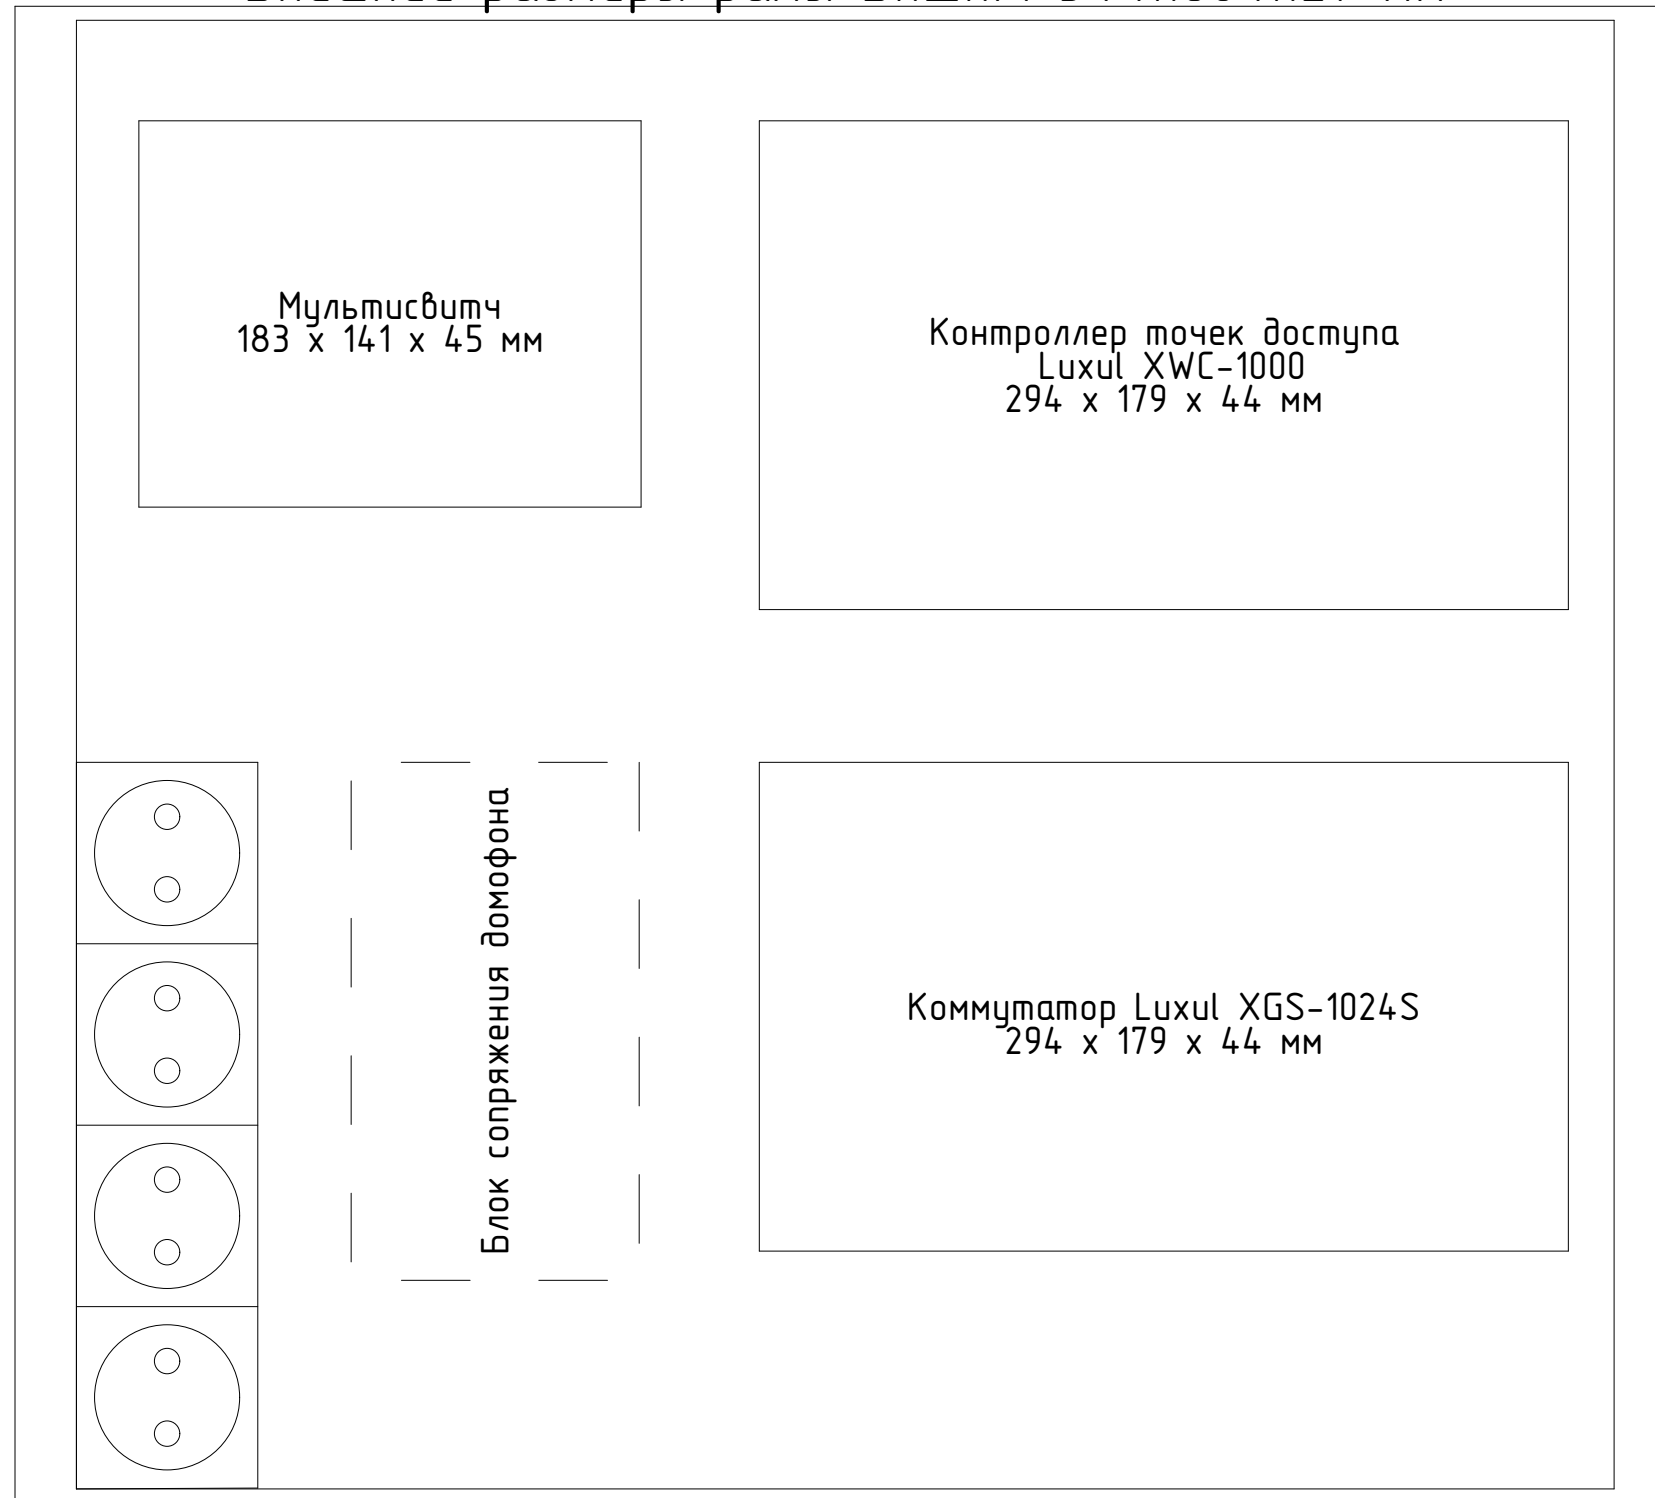 Мультисвитч
183 x 141 x 45 мм
Контроллер точек доступа
Luxul XWC-1000
294 x 179 x 44 мм
Блок сопряжения домофона
Коммутатор Luxul XGS-1024S
294 x 179 x 44 мм